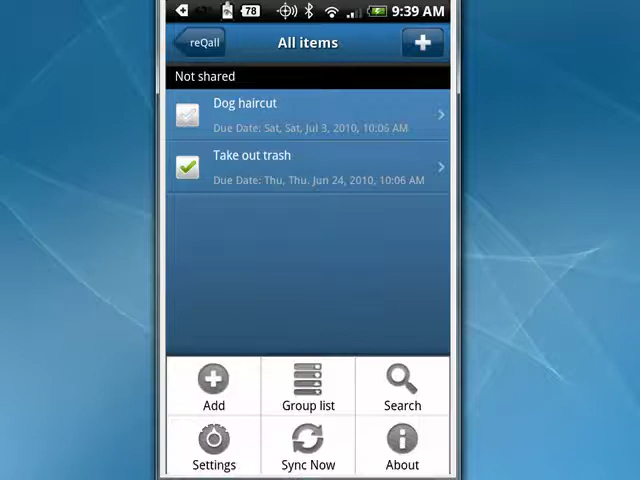 78 9:39 AM
reQall All items
Not shared
Dog haircut
Due Date: Sat, Sat, Jul 3, 2010, 10:06 AM
Take out trash
Due Date: Thu, Thu. Jun 24, 2010, 10:06 AM
Add Group list Search
Settings Sync Now About